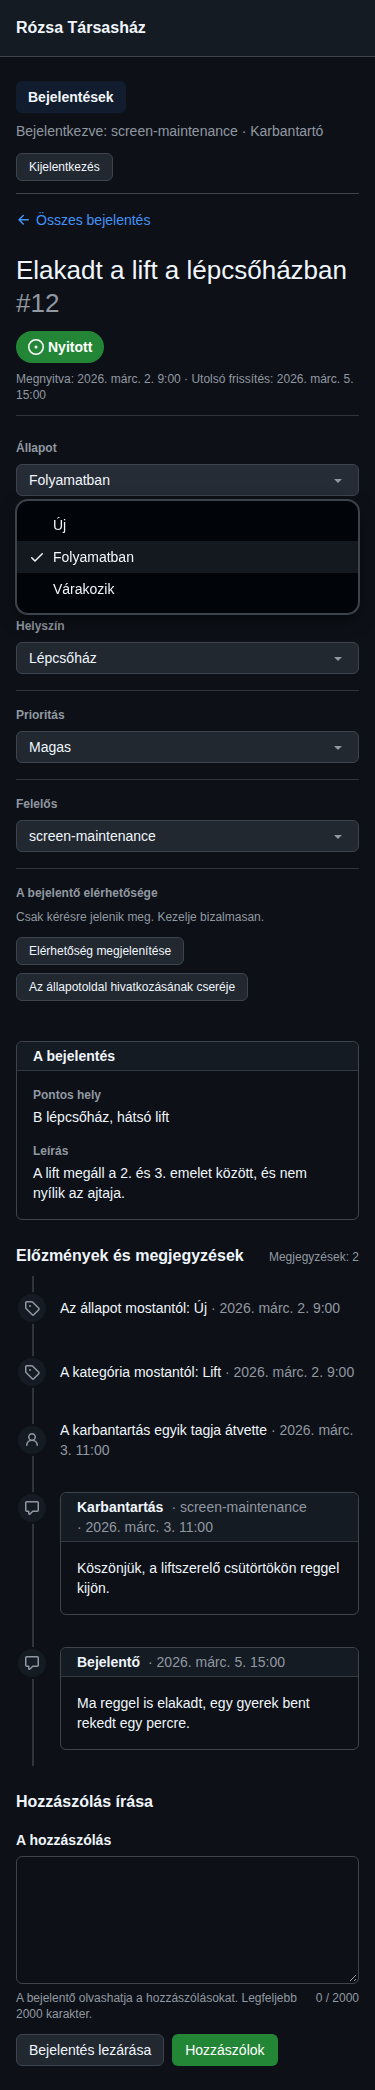 Rózsa Társasház
Bejelentések
Bejelentkezve: screen-maintenance · Karbantartó
Kijelentkezés
← Összes bejelentés
Elakadt a lift a lépcsőházban
#12
Nyitott
Megnyitva: 2026. márc. 2. 9:00 · Utolsó frissítés: 2026. márc. 5.
15:00
Állapot
Folyamatban
Új
Folyamatban
Várakozik
Helyszín
Lépcsőház
Prioritás
Magas
Felelős
screen-maintenance
A bejelentő elérhetősége
Csak kérésre jelenik meg. Kezelje bizalmasan.
Elérhetőség megjelenítése
Az állapotoldal hivatkozásának cseréje
A bejelentés
Pontos hely
B lépcsőház, hátsó lift
Leírás
A lift megáll a 2. és 3. emelet között, és nem
nyílik az ajtaja.
Előzmények és megjegyzések
Megjegyzések: 2
Az állapot mostantól: Új · 2026. márc. 2. 9:00
A kategória mostantól: Lift · 2026. márc. 2. 9:00
A karbantartás egyik tagja átvette · 2026. márc.
3. 11:00
Karbantartás · screen-maintenance
· 2026. márc. 3. 11:00
Köszönjük, a liftszerelő csütörtökön reggel
kijön.
Bejelentő · 2026. márc. 5. 15:00
Ma reggel is elakadt, egy gyerek bent
rekedt egy percre.
Hozzászólás írása
A hozzászólás
A bejelentő olvashatja a hozzászólásokat. Legfeljebb
2000 karakter.
0 / 2000
Bejelentés lezárása
Hozzászólok